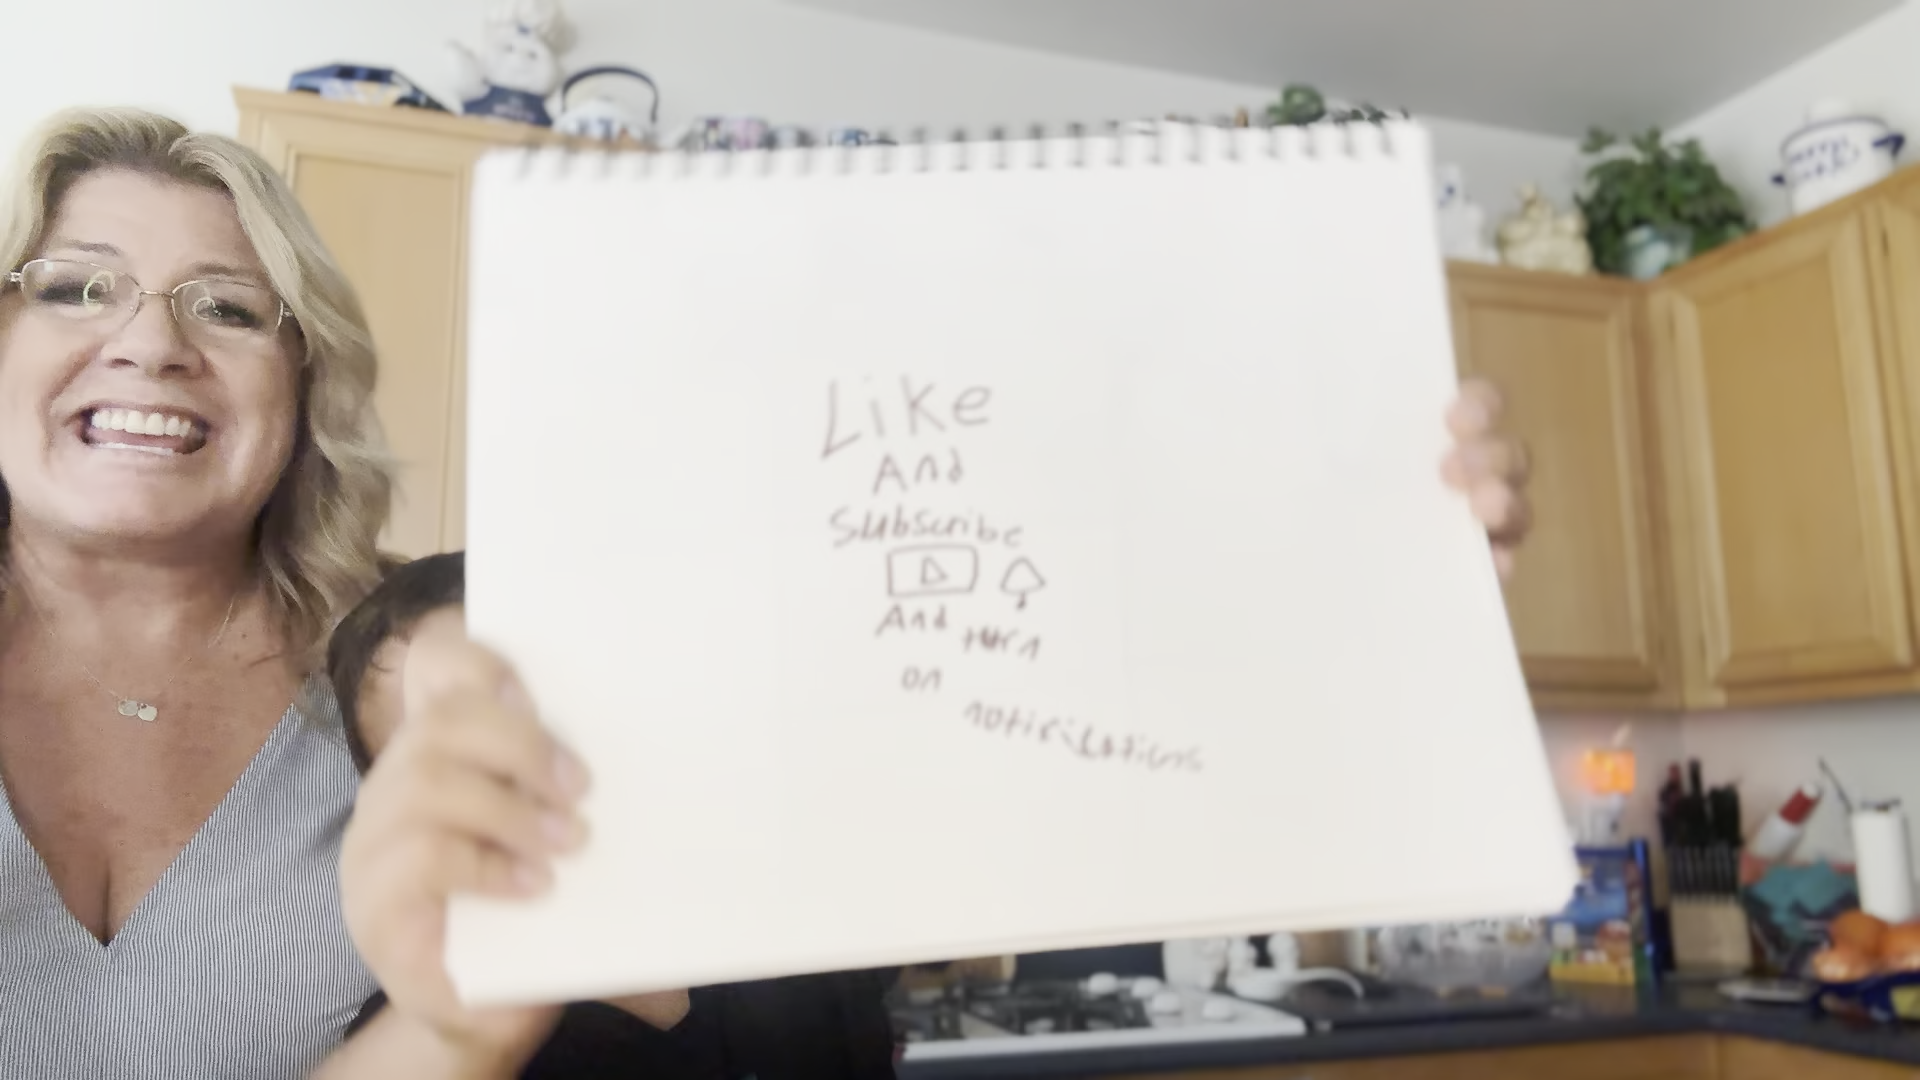 Like
And
Subscribe
And turn
on
notifications